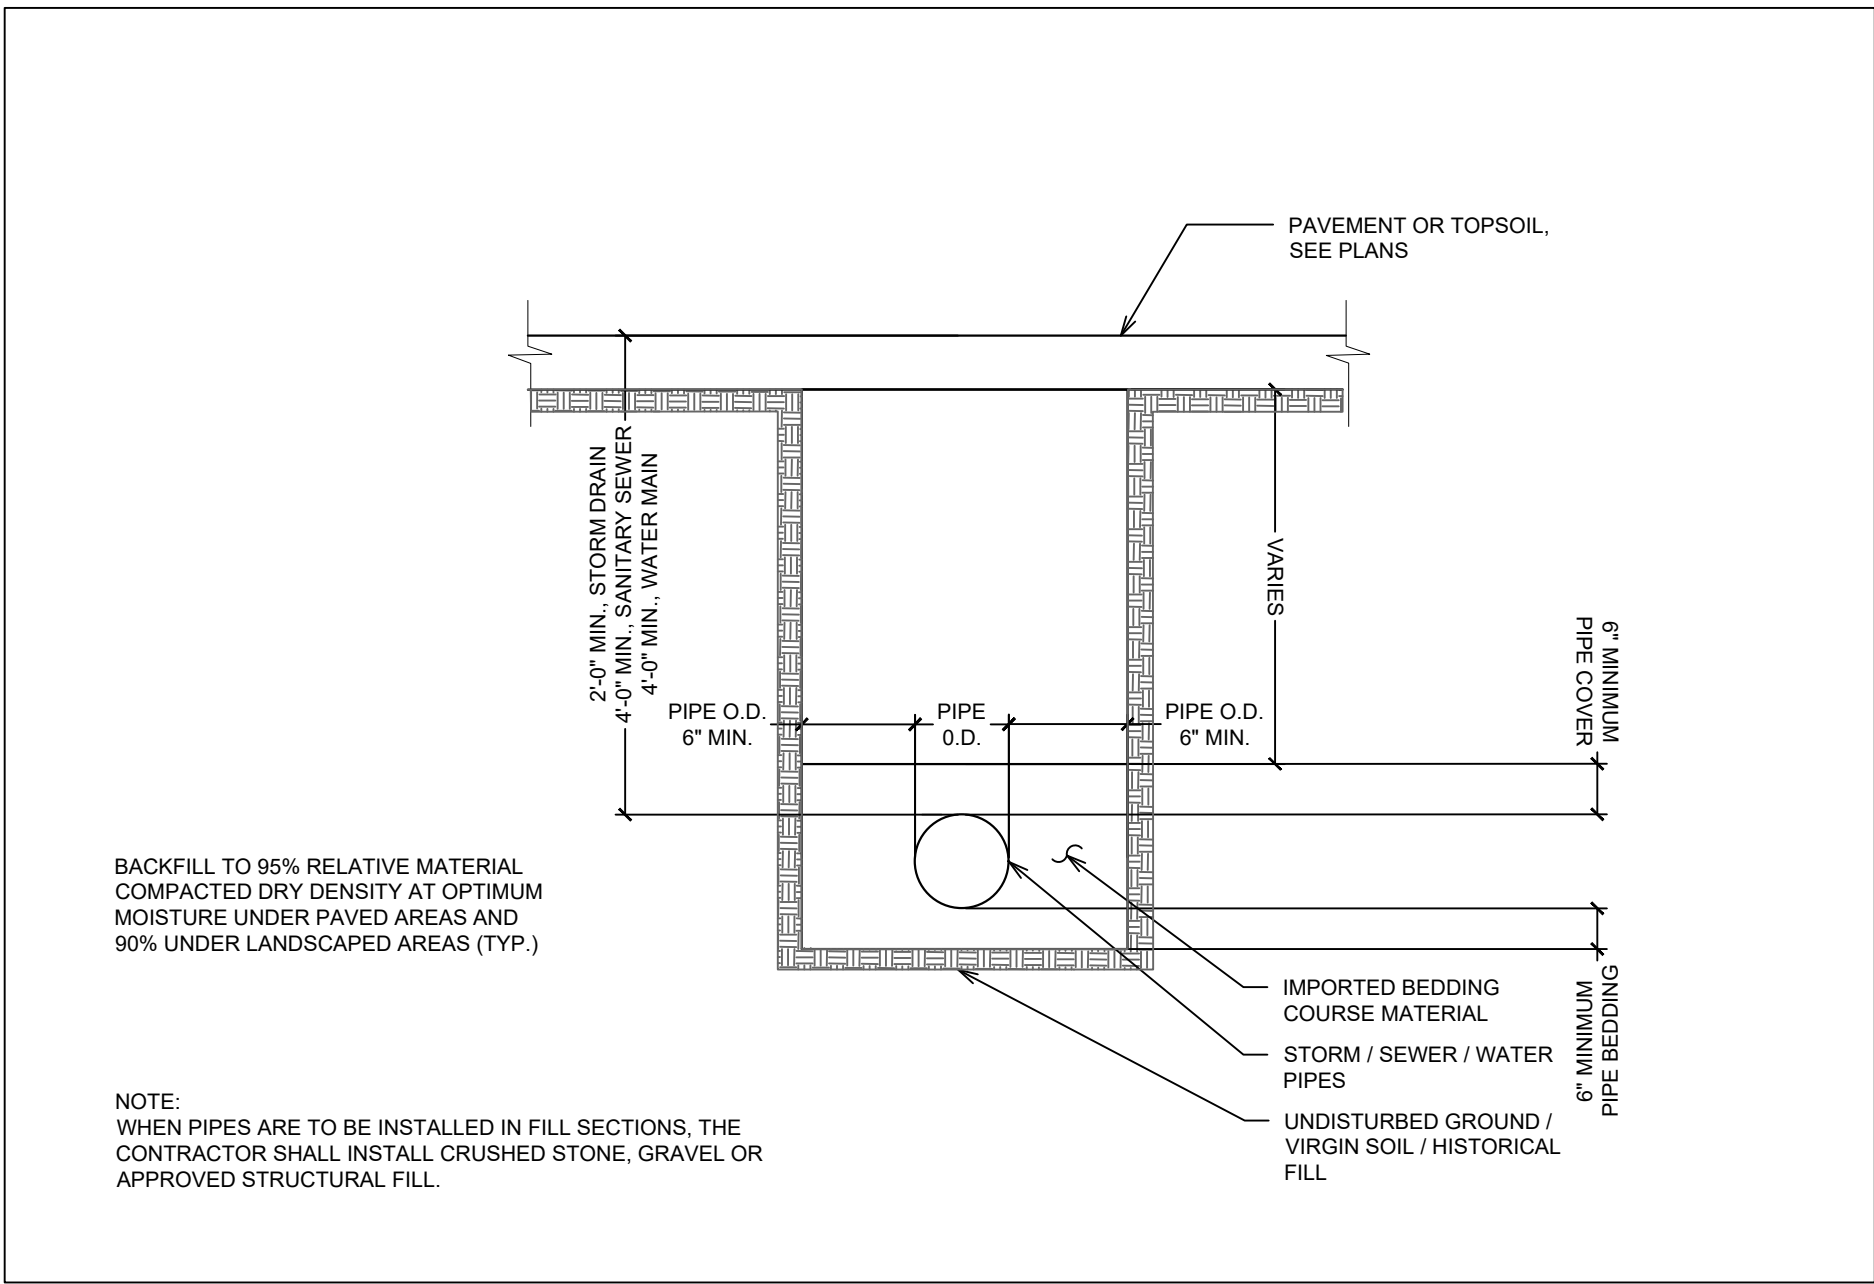 PAVEMENT OR TOPSOIL,
SEE PLANS
2'-0" MIN., STORM DRAIN
4'-0" MIN., SANITARY SEWER
4'-0" MIN., WATER MAIN
VARIES
6" MINIMUM
PIPE COVER
PIPE O.D.
6" MIN.
PIPE
0.D.
PIPE O.D.
6" MIN.
BACKFILL TO 95% RELATIVE MATERIAL
COMPACTED DRY DENSITY AT OPTIMUM
MOISTURE UNDER PAVED AREAS AND
90% UNDER LANDSCAPED AREAS (TYP.)
IMPORTED BEDDING
COURSE MATERIAL
STORM / SEWER / WATER
PIPES
UNDISTURBED GROUND /
VIRGIN SOIL / HISTORICAL
FILL
6" MINIMUM
PIPE BEDDING
NOTE:
WHEN PIPES ARE TO BE INSTALLED IN FILL SECTIONS, THE
CONTRACTOR SHALL INSTALL CRUSHED STONE, GRAVEL OR
APPROVED STRUCTURAL FILL.